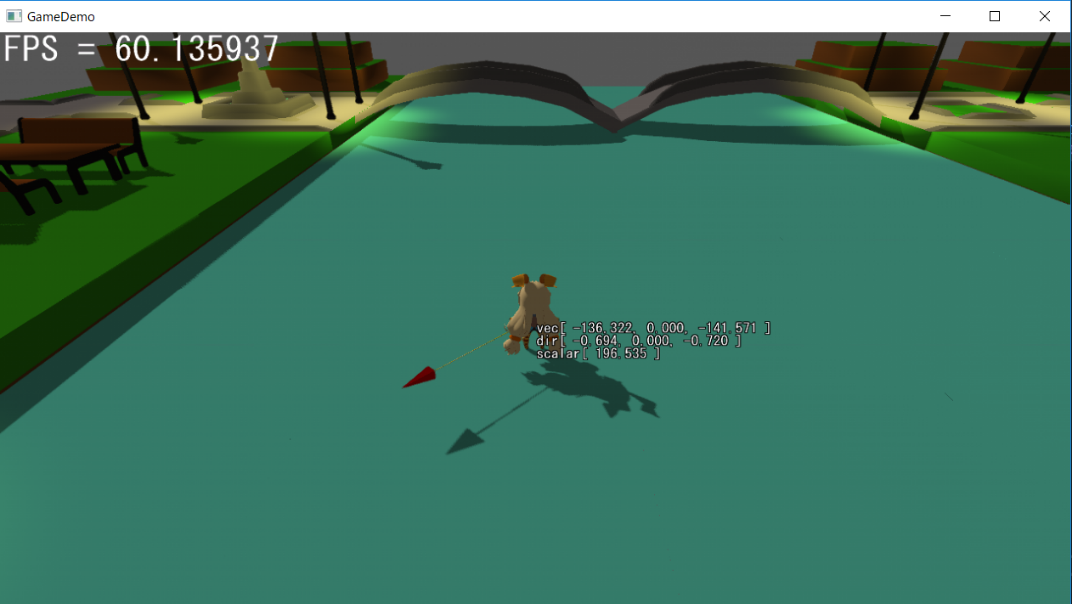 GameDemo
FPS = 60.135937
vec[ -136.322, 0.000, -141.571 ]
dir[ -0.694, 0.000, -0.720 ]
scalar[ 196.535 ]